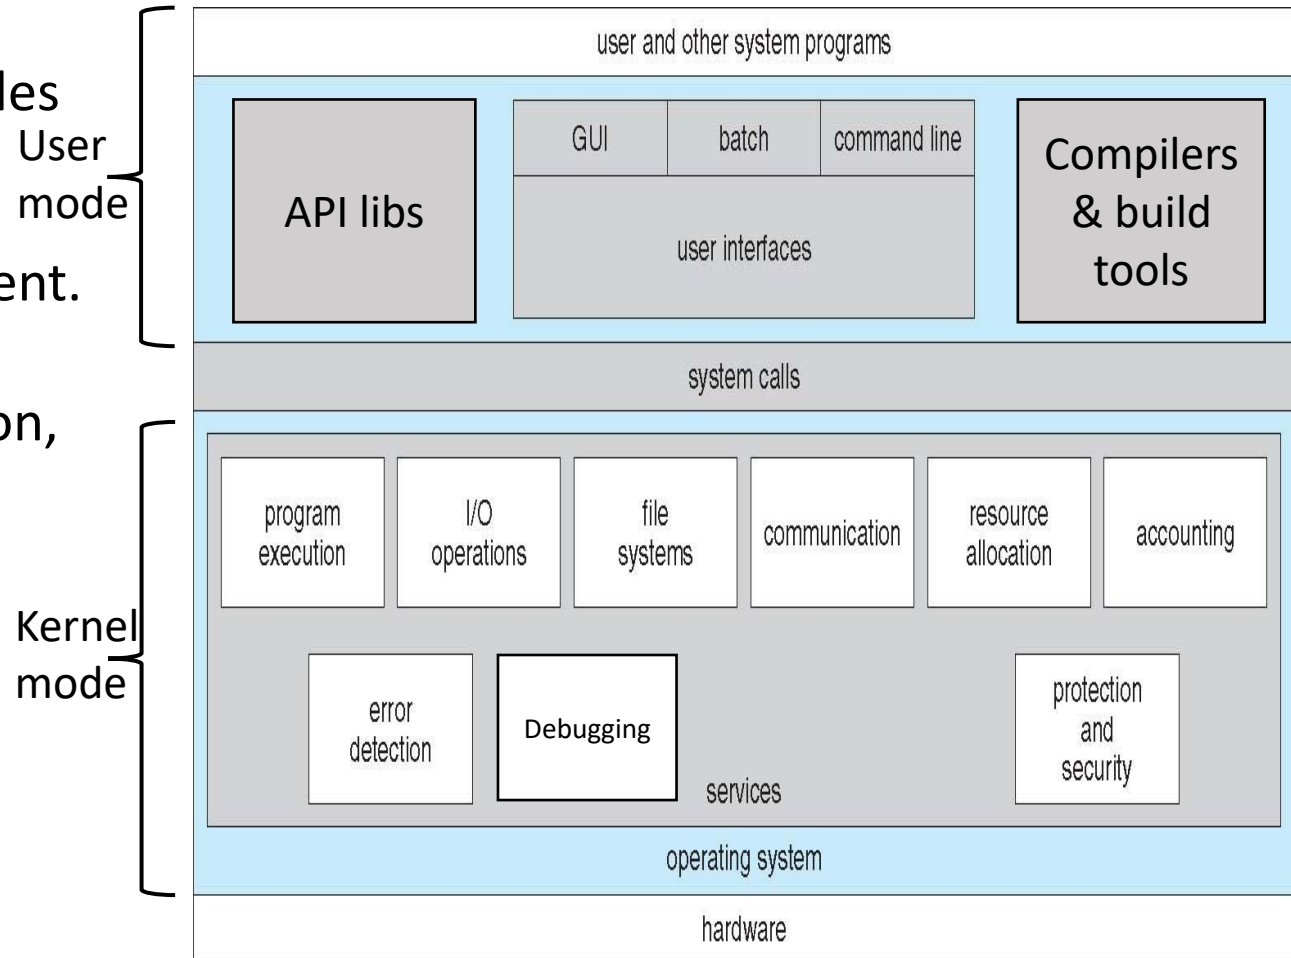 user and other system programs
les
User
mode
ent.
on,
API libs
GUI
batch
command line
user interfaces
Compilers
& build
tools
system calls
Kernel
mode
program
execution
I/O
operations
file
systems
communication
resource
allocation
accounting
error
detection
Debugging
services
protection
and
security
operating system
hardware